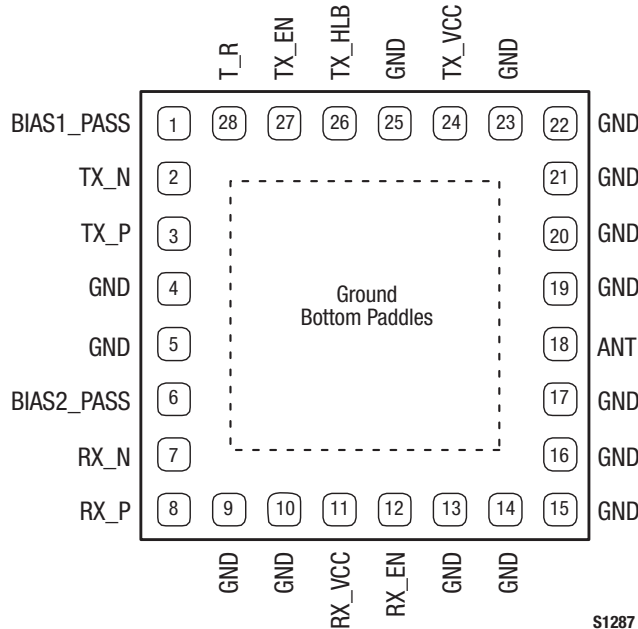 T_R
TX_EN
TX_HLB
GND
TX_VCC
GND
BIAS1_PASS 1 28 27 26 25 24 23 22 GND
TX_N 2 21 GND
TX_P 3 20 GND
GND 4 19 GND
Ground
Bottom Paddles
GND 5 18 ANT
BIAS2_PASS 6 17 GND
RX_N 7 16 GND
RX_P 8 9 10 11 12 13 14 15 GND
GND
GND
RX_VCC
RX_EN
GND
GND
S1287